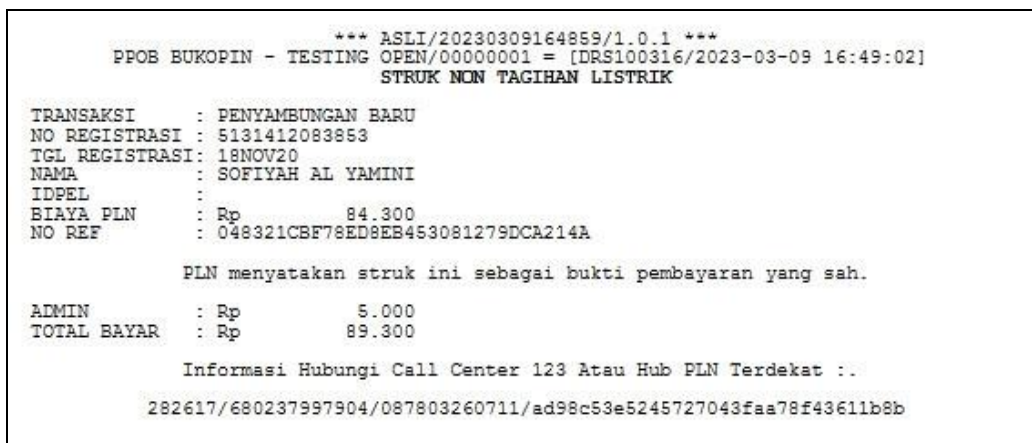 *** ASLI/20230309164859/1.0.1 ***
PPOB BUKOPIN - TESTING OPEN/00000001 = [DRS100316/2023-03-09 16:49:02]
STRUK NON TAGIHAN LISTRIK
TRANSAKSI : PENYAMBUNGAN BARU
NO REGISTRASI : 5131412083853
TGL REGISTRASI: 18NOV20
NAMA : SOFIYAH AL YAMINI
IDPEL :
BIAYA PLN : Rp 84.300
NO REF : 048321CBF78ED8EB453081279DCA214A
PLN menyatakan struk ini sebagai bukti pembayaran yang sah.
ADMIN : Rp 5.000
TOTAL BAYAR : Rp 89.300
Informasi Hubungi Call Center 123 Atau Hub PLN Terdekat :.
282617/680237997904/087803260711/ad98c53e5245727043faa78f43611b8b